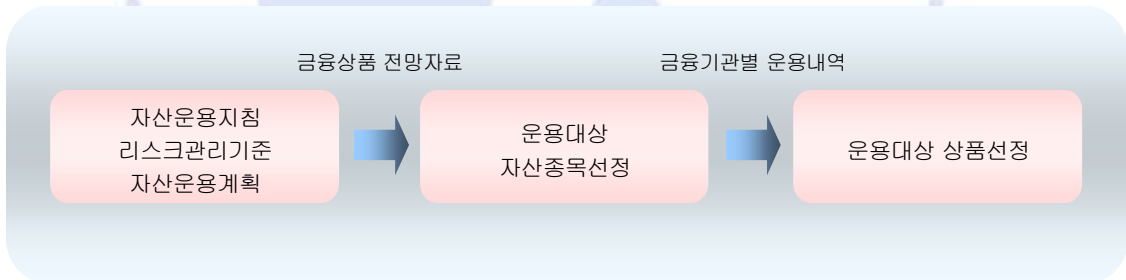 금융상품 전망자료
금융기관별 운용내역
자산운용지침
리스크관리기준
자산운용계획
운용대상
자산종목선정
운용대상 상품선정